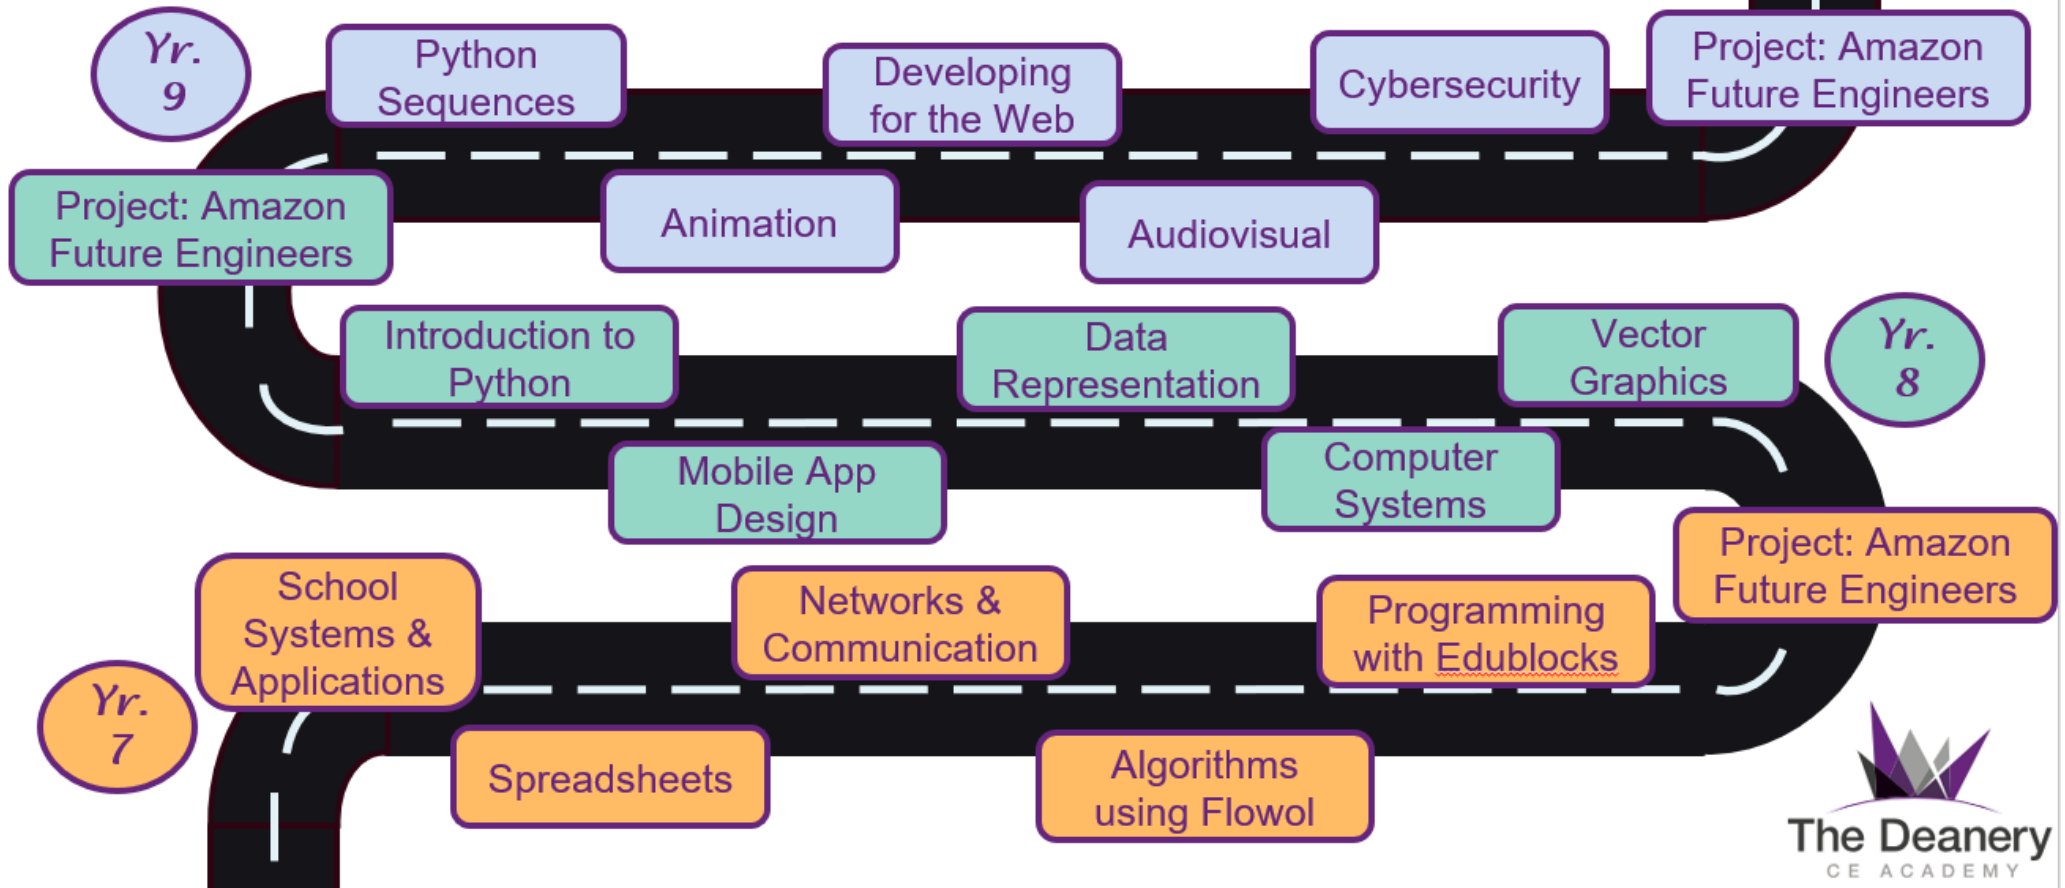 Yr.
9
Python
Sequences
Developing
for the Web
Cybersecurity
Project: Amazon
Future Engineers
Project: Amazon
Future Engineers
Animation
Audiovisual
Introduction to
Python
Data
Representation
Vector
Graphics
Yr.
8
Mobile App
Design
Computer
Systems
Project: Amazon
Future Engineers
School
Systems &
Applications
Networks &
Communication
Programming
with Edublocks
Yr.
7
Spreadsheets
Algorithms
using Flowol
The Deanery
CE ACADEMY